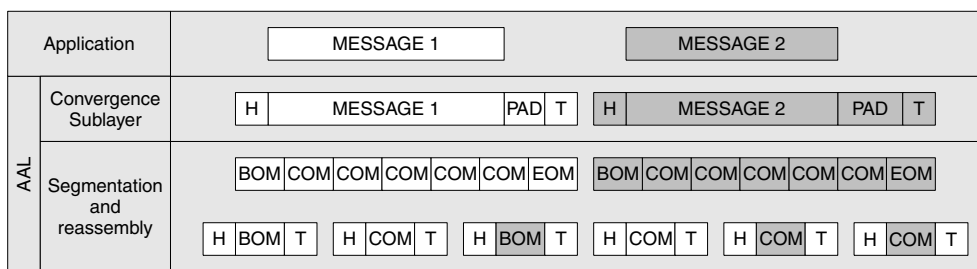 Application MESSAGE 1 MESSAGE 2
AAL
Convergence
Sublayer
H MESSAGE 1 PAD T H MESSAGE 2 PAD T
Segmentation
and
reassembly
BOM COM COM COM COM COM EOM BOM COM COM COM COM COM EOM
H BOM T H COM T H BOM T H COM T H COM T H COM T